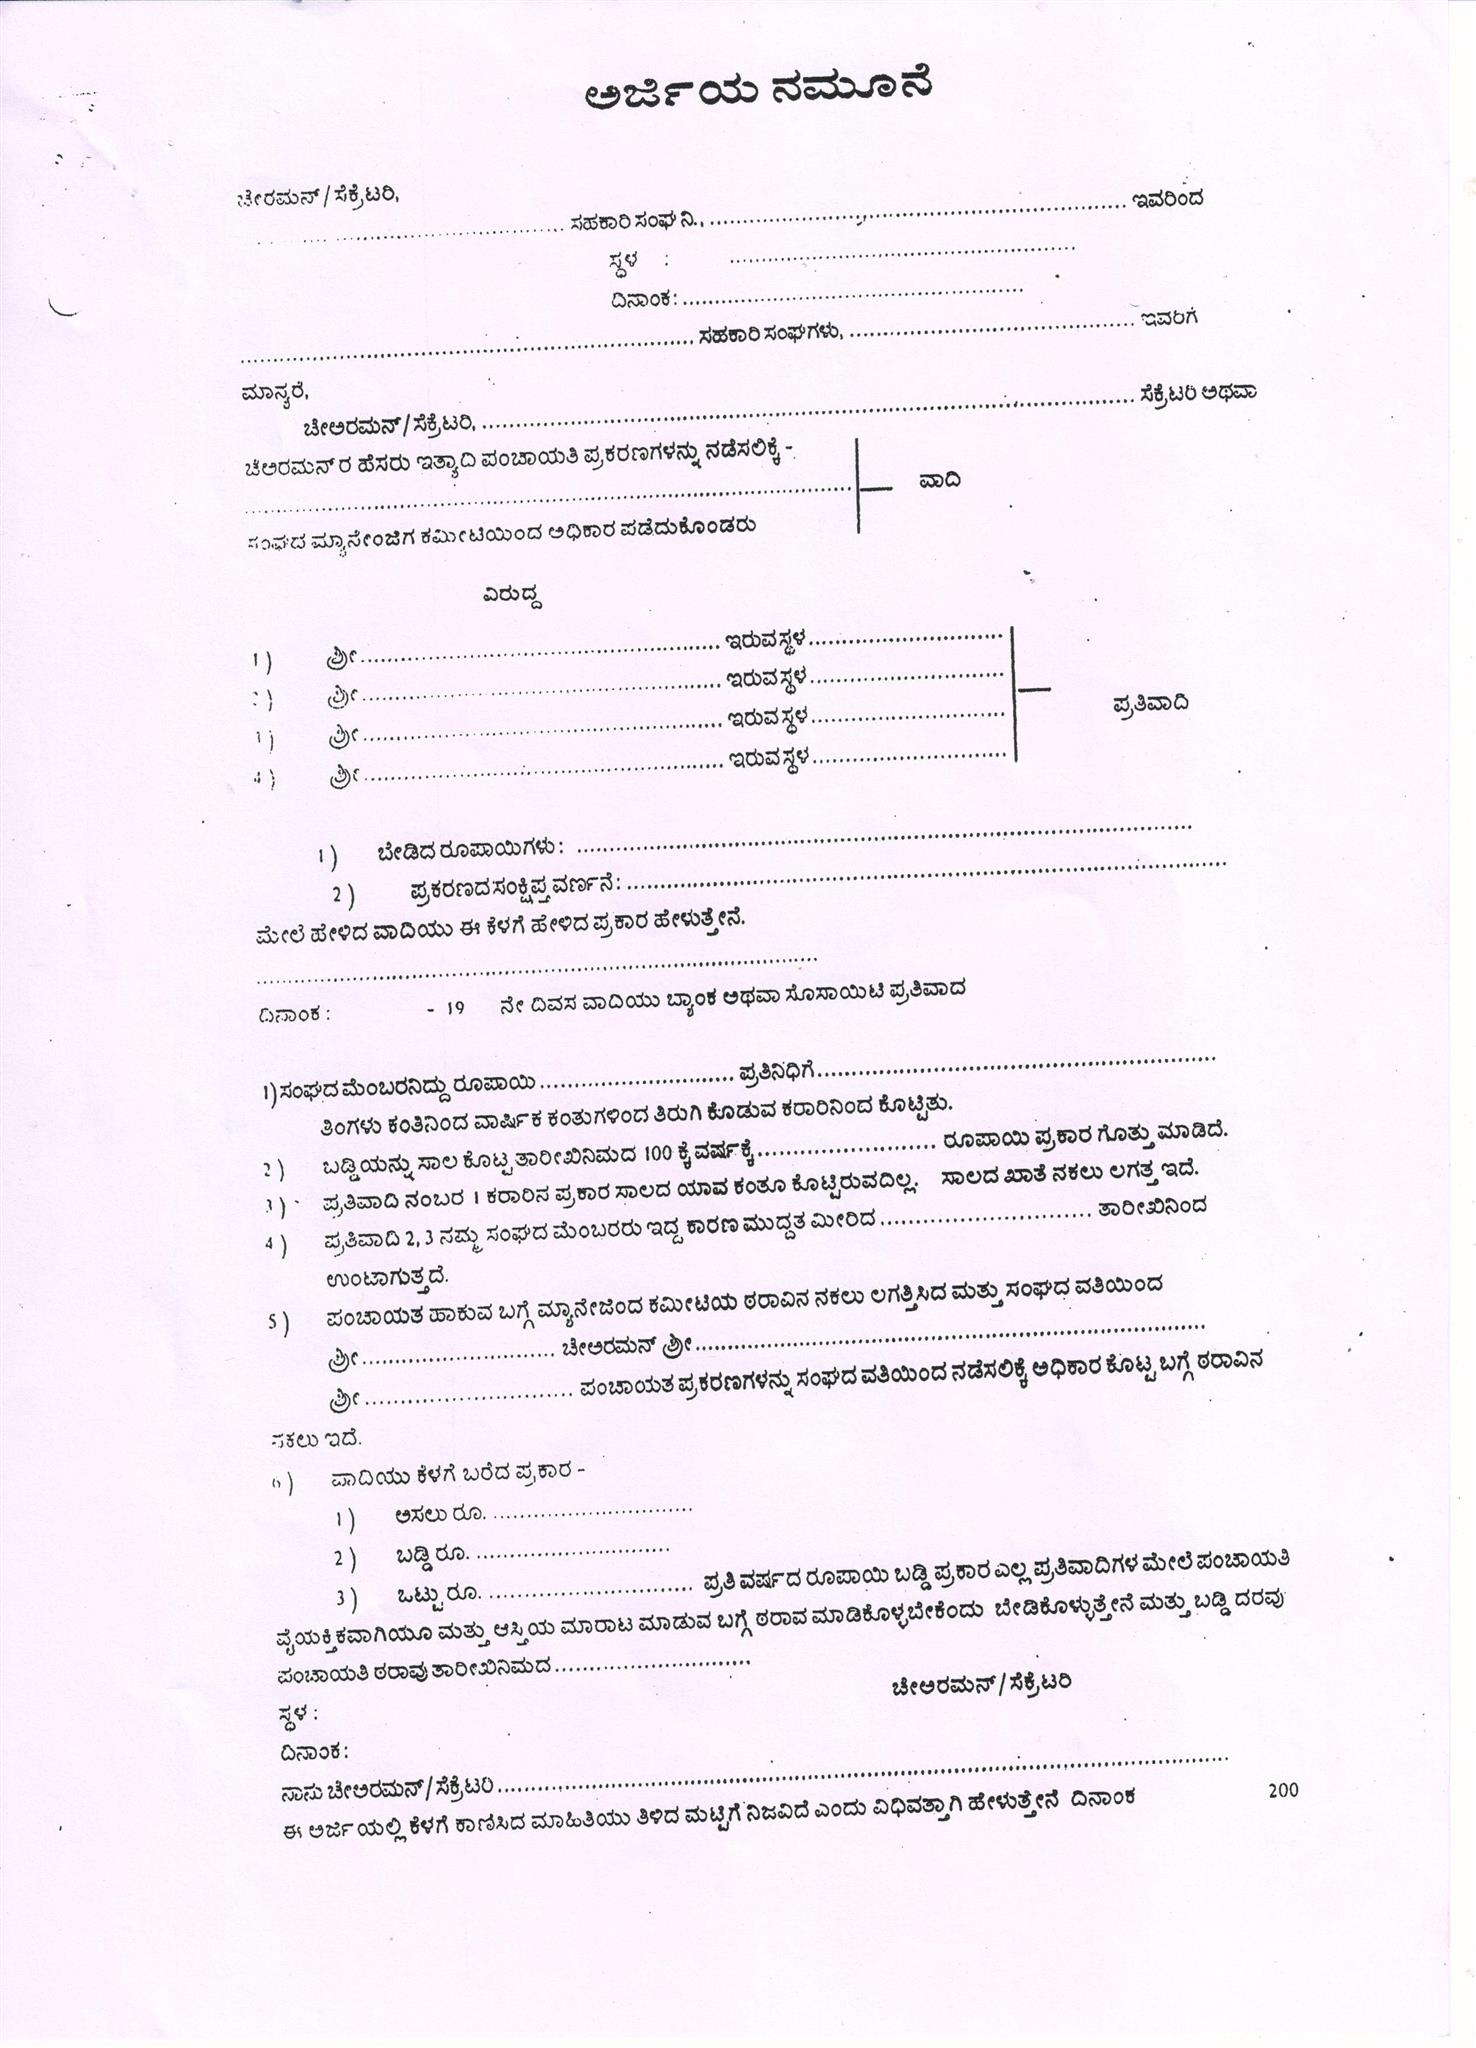 ಅರ್ಜಿಯ ನಮೂನೆ
ಚೇರಮನ್ / ಸೆಕ್ರೆಟರಿ,
.................................................. ಸಹಕಾರಿ ಸಂಘ ನಿ., .................................................................. ಇವರಿಂದ
ಸ್ಥಳ : ......................................................
ದಿನಾಂಕ: ......................................................
...................................................................... ಸಹಕಾರಿ ಸಂಘಗಳು, ............................................. ಇವರಿಗೆ
ಮಾನ್ಯರೆ,
ಚೇಅರಮನ್/ಸೆಕ್ರೆಟರಿ, ................................................................................ ಸೆಕ್ರೆಟರಿ ಅಥವಾ
ಚೆಅರಮನ್ ರ ಹೆಸರು ಇತ್ಯಾದಿ ಪಂಚಾಯತಿ ಪ್ರಕರಣಗಳನ್ನು ನಡೆಸಲಿಕ್ಕೆ -
.......................................................................................... ವಾದಿ
ಸಂಘದ ಮ್ಯಾನೇಂಜಿಗ ಕಮೀಟಿಯಿಂದ ಅಧಿಕಾರ ಪಡೆದುಕೊಂಡರು
ವಿರುದ್ದ
1) ಶ್ರೀ...................................................... ಇರುವ ಸ್ಥಳ..............................
2) ಶ್ರೀ...................................................... ಇರುವ ಸ್ಥಳ..............................
3) ಶ್ರೀ...................................................... ಇರುವ ಸ್ಥಳ.............................. ಪ್ರತಿವಾದಿ
4) ಶ್ರೀ...................................................... ಇರುವ ಸ್ಥಳ..............................
1) ಬೇಡಿದ ರೂಪಾಯಿಗಳು: ..........................................................................................
2) ಪ್ರಕರಣದ ಸಂಕ್ಷಿಪ್ತ ವರ್ಣನೆ: ..........................................................................................
ಮೇಲೆ ಹೇಳಿದ ವಾದಿಯು ಈ ಕೆಳಗೆ ಹೇಳಿದ ಪ್ರಕಾರ ಹೇಳುತ್ತೇನೆ.
......................................................................................
ದಿನಾಂಕ : - 19 ನೇ ದಿವಸ ವಾದಿಯು ಬ್ಯಾಂಕ ಅಥವಾ ಸೊಸಾಯಿಟಿ ಪ್ರತಿವಾದ
1) ಸಂಘದ ಮೆಂಬರನಿದ್ದು ರೂಪಾಯಿ.............................. ಪ್ರತಿನಿಧಿಗೆ............................................................
ತಿಂಗಳು ಕಂತಿನಿಂದ ವಾರ್ಷಿಕ ಕಂತುಗಳಿಂದ ತಿರುಗಿ ಕೊಡುವ ಕರಾರಿನಿಂದ ಕೊಟ್ಟಿತು.
2) ಬಡ್ಡಿಯನ್ನು ಸಾಲ ಕೊಟ್ಟ ತಾರೀಖಿನಿಮದ 100 ಕ್ಕೆ ವರ್ಷಕ್ಕೆ............................ ರೂಪಾಯಿ ಪ್ರಕಾರ ಗೊತ್ತು ಮಾಡಿದೆ.
3) ಪ್ರತಿವಾದಿ ನಂಬರ 1 ಕರಾರಿನ ಪ್ರಕಾರ ಸಾಲದ ಯಾವ ಕಂತೂ ಕೊಟ್ಟಿರುವದಿಲ್ಲ. ಸಾಲದ ಖಾತೆ ನಕಲು ಲಗತ್ತ ಇದೆ.
4) ಪ್ರತಿವಾದಿ 2, 3 ನಮ್ಮ ಸಂಘದ ಮೆಂಬರರು ಇದ್ದ ಕಾರಣ ಮುದ್ದತ ಮೀರಿದ................................ ತಾರೀಖಿನಿಂದ
ಉಂಟಾಗುತ್ತದೆ.
5) ಪಂಚಾಯತ ಹಾಕುವ ಬಗ್ಗೆ ಮ್ಯಾನೇಜಿಂದ ಕಮೀಟಿಯ ಠರಾವಿನ ನಕಲು ಲಗತ್ತಿಸಿದ ಮತ್ತು ಸಂಘದ ವತಿಯಿಂದ
ಶ್ರೀ.............................. ಚೇಅರಮನ್ ಶ್ರೀ................................................................................
ಶ್ರೀ................................ ಪಂಚಾಯತ ಪ್ರಕರಣಗಳನ್ನು ಸಂಘದ ವತಿಯಿಂದ ನಡೆಸಲಿಕ್ಕೆ ಅಧಿಕಾರ ಕೊಟ್ಟ ಬಗ್ಗೆ ಠರಾವಿನ
ನಕಲು ಇದೆ.
6) ವಾದಿಯು ಕೆಳಗೆ ಬರೆದ ಪ್ರಕಾರ -
1) ಅಸಲು ರೂ. ..............................
2) ಬಡ್ಡಿ ರೂ. ..............................
3) ಒಟ್ಟು ರೂ. .............................. ಪ್ರತಿ ವರ್ಷದ ರೂಪಾಯಿ ಬಡ್ಡಿ ಪ್ರಕಾರ ಎಲ್ಲ ಪ್ರತಿವಾದಿಗಳ ಮೇಲೆ ಪಂಚಾಯತಿ
ವೈಯಕ್ತಿಕವಾಗಿಯೂ ಮತ್ತು ಆಸ್ತಿಯ ಮಾರಾಟ ಮಾಡುವ ಬಗ್ಗೆ ಠರಾವ ಮಾಡಿಕೊಳ್ಳಬೇಕೆಂದು ಬೇಡಿಕೊಳ್ಳುತ್ತೇನೆ ಮತ್ತು ಬಡ್ಡಿ ದರವು
ಪಂಚಾಯತಿ ಠರಾವು ತಾರೀಖಿನಿಮದ..............................
ಚೇಅರಮನ್/ಸೆಕ್ರೆಟರಿ
ಸ್ಥಳ :
ದಿನಾಂಕ:
ನಾನು ಚೇಅರಮನ್/ಸೆಕ್ರೆಟರಿ..........................................................................................
ಈ ಅರ್ಜಿಯಲ್ಲಿ ಕೆಳಗೆ ಕಾಣಿಸಿದ ಮಾಹಿತಿಯು ತಿಳಿದ ಮಟ್ಟಿಗೆ ನಿಜವಿದೆ ಎಂದು ವಿಧಿವತ್ತಾಗಿ ಹೇಳುತ್ತೇನೆ ದಿನಾಂಕ 200